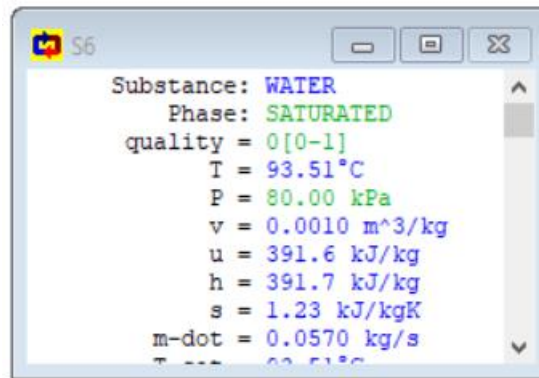 S6
Substance: WATER
Phase: SATURATED
quality = 0[0-1]
T = 93.51°C
P = 80.00 kPa
v = 0.0010 m^3/kg
u = 391.6 kJ/kg
h = 391.7 kJ/kg
s = 1.23 kJ/kgK
m-dot = 0.0570 kg/s